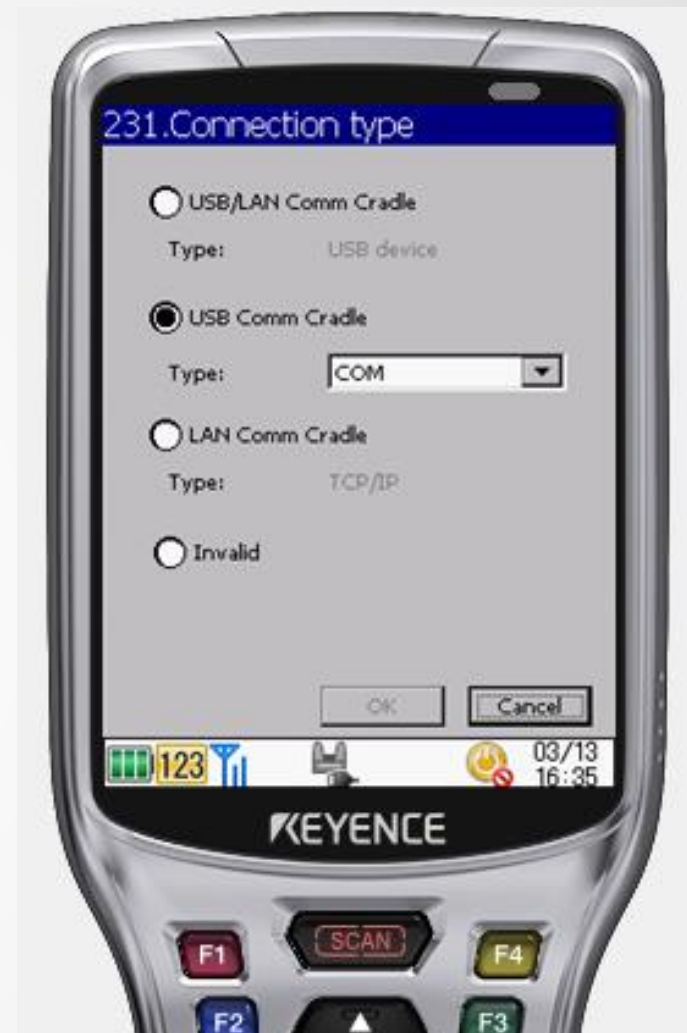 231.Connection type
USB/LAN Comm Cradle
Type: USB device
USB Comm Cradle
Type: COM
LAN Comm Cradle
Type: TCP/IP
Invalid
OK Cancel
123 03/13
16:35
KEYENCE
SCAN
F1 F4
F2 F3